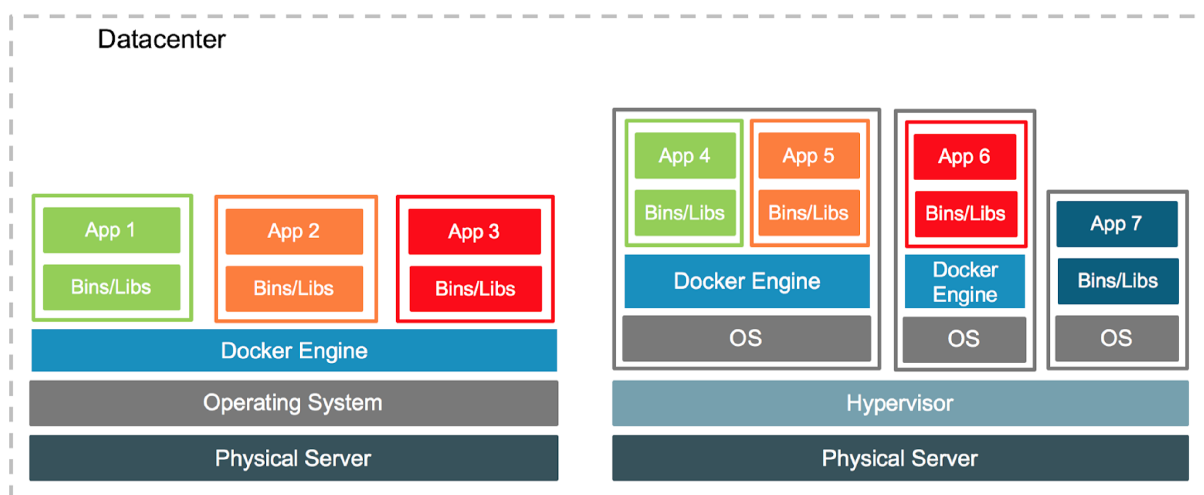 Datacenter
App 1
Bins/Libs
App 2
Bins/Libs
App 3
Bins/Libs
Docker Engine
Operating System
Physical Server
App 4
Bins/Libs
App 5
Bins/Libs
Docker Engine
OS
App 6
Bins/Libs
Docker
Engine
OS
App 7
Bins/Libs
OS
Hypervisor
Physical Server